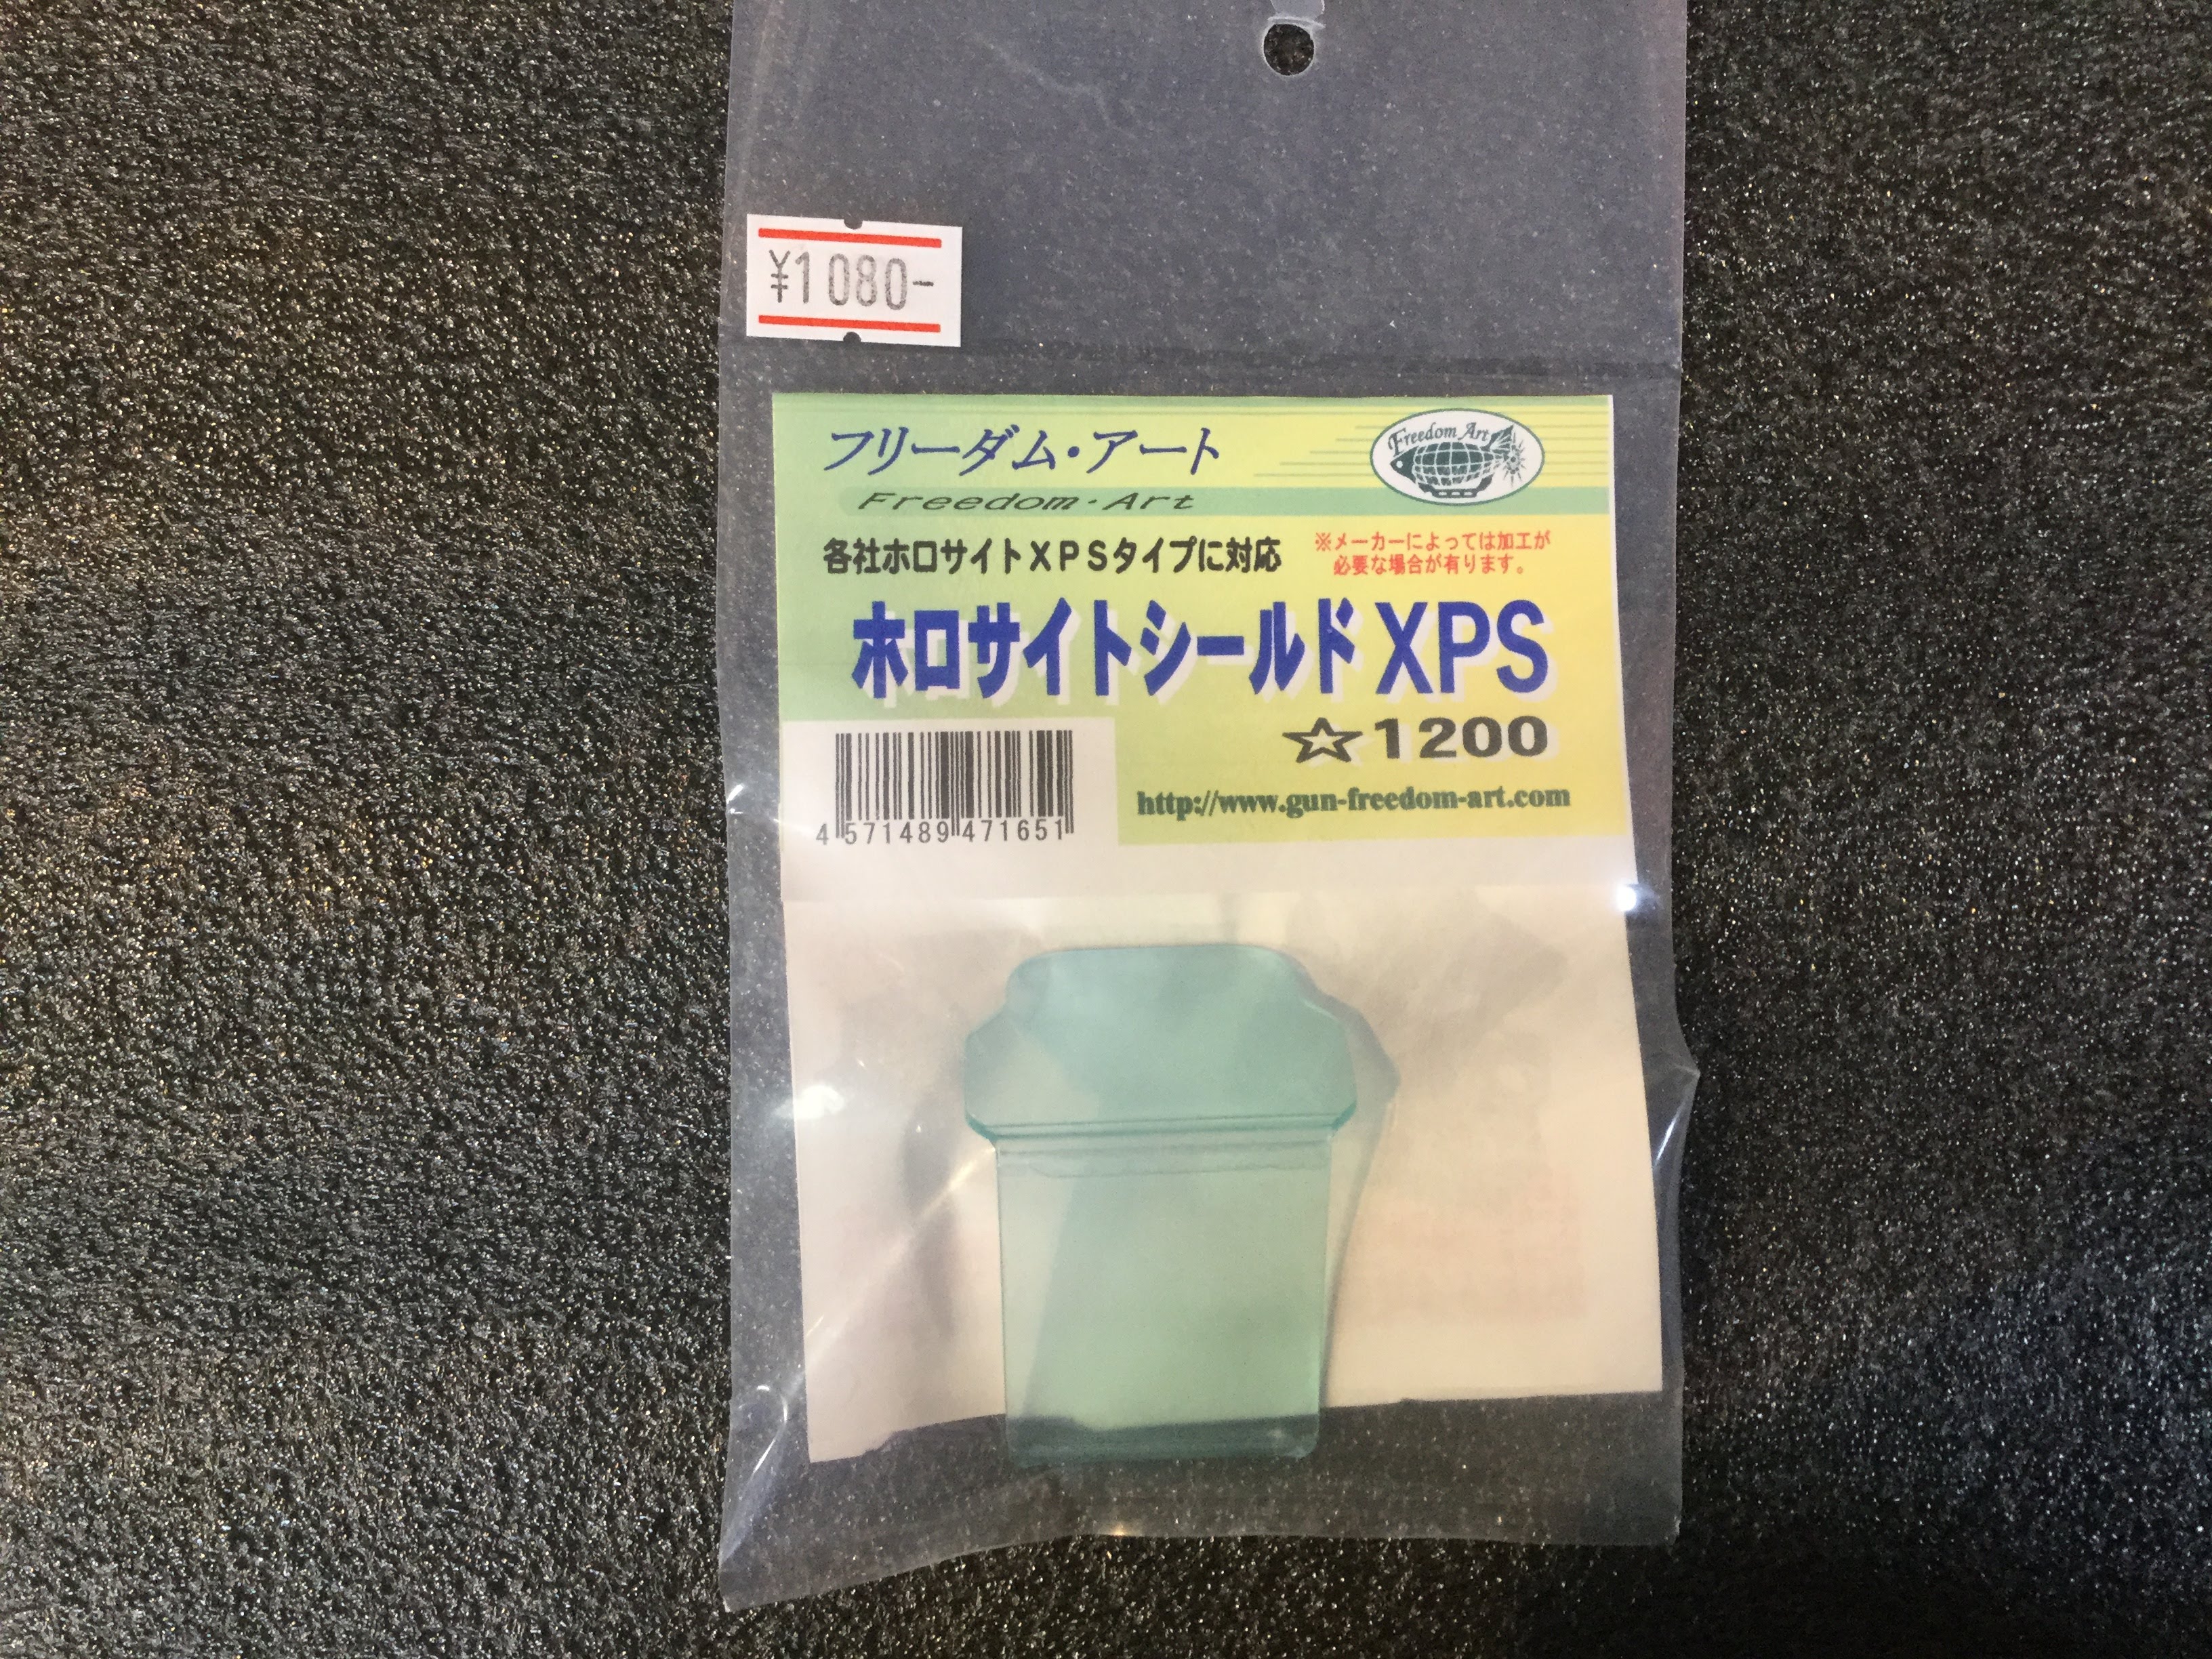 ¥1080-
フリーダム・アート
Freedom Art
Freedom・Art
各社ホロサイトXPSタイプに対応
※メーカーによっては加工が
必要な場合が有ります。
ホロサイトシールド XPS
☆1200
http://www.gun-freedom-art.com
4 571489 471651